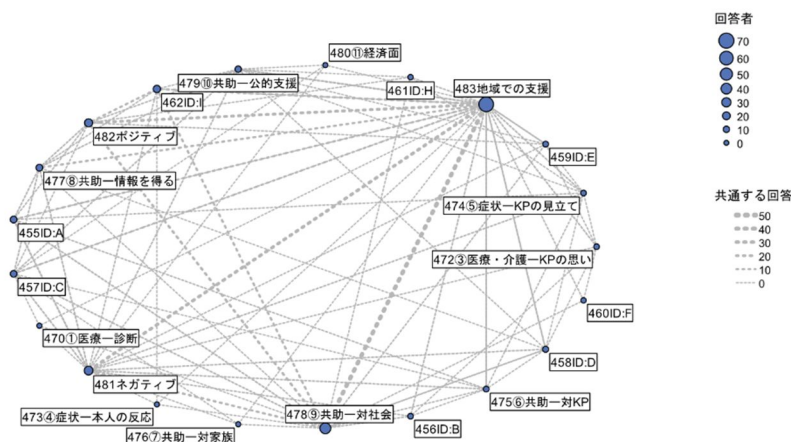 480⑪経済面
479⑩共助ー公的支援
461ID:H
483地域での支援
462ID:I
482ポジティブ
459ID:E
477⑧共助ー情報を得る
474⑤症状ーKPの見立て
455ID:A
472③医療・介護ーKPの思い
457ID:C
460ID:F
470①医療ー診断
458ID:D
481ネガティブ
475⑥共助ー対KP
473④症状ー本人の反応
478⑨共助ー対社会
456ID:B
476⑦共助ー対家族
回答者
70
60
50
40
30
20
10
0
共通する回答
50
40
30
20
10
0